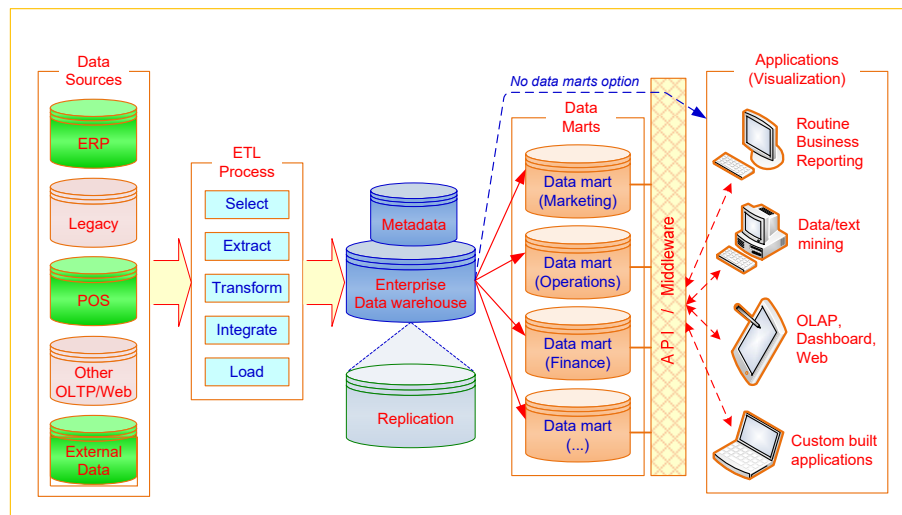 Data
Sources
ERP
Legacy
POS
Other
OLTP/Web
External
Data
ETL
Process
Select
Extract
Transform
Integrate
Load
Metadata
Enterprise
Data warehouse
Replication
No data marts option
Data
Marts
Data mart
(Marketing)
Data mart
(Operations)
Data mart
(Finance)
Data mart
(...)
API / Middleware
Applications
(Visualization)
Routine
Business
Reporting
Data/text
mining
OLAP,
Dashboard,
Web
Custom built
applications